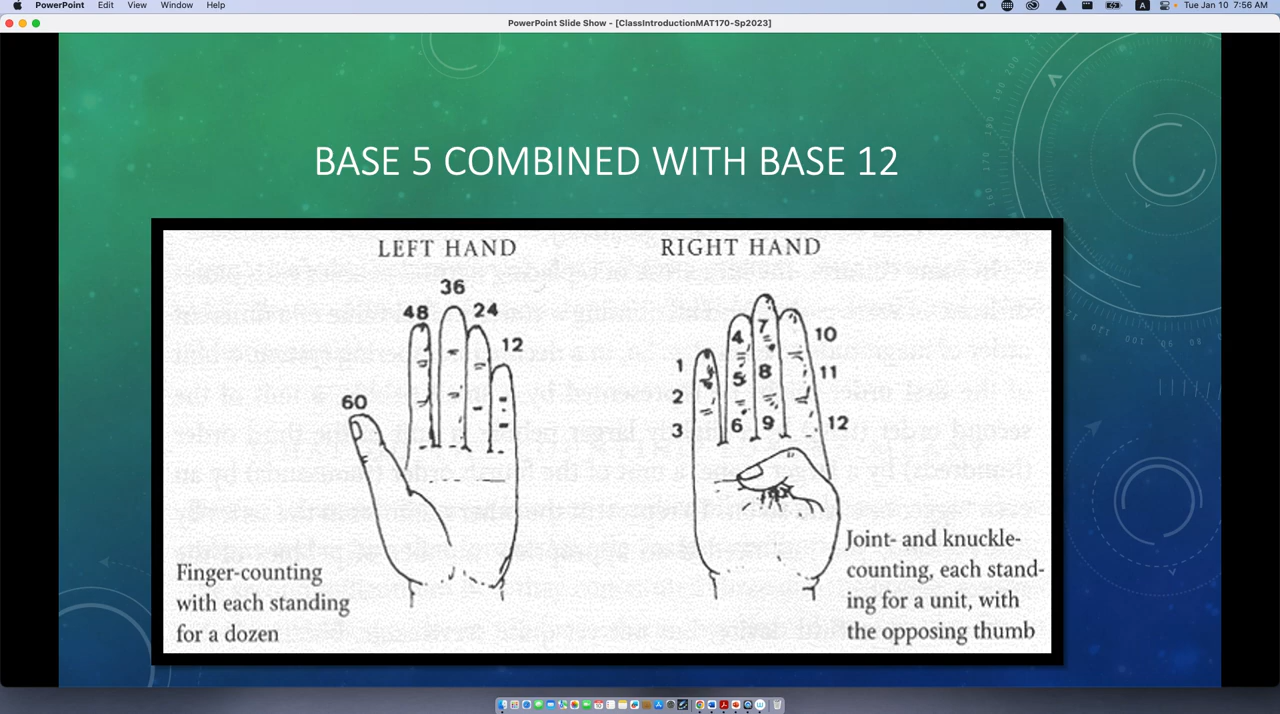 PowerPoint Edit View Window Help
A Tue Jan 10 7:56 AM
PowerPoint Slide Show - [ClassIntroductionMAT170-Sp2023]
BASE 5 COMBINED WITH BASE 12
LEFT HAND
RIGHT HAND
36
48
24
12
60
1
2
3
4
5
6
7
8
9
10
11
12
Finger-counting
with each standing
for a dozen
Joint- and knuckle-
counting, each stand-
ing for a unit, with
the opposing thumb